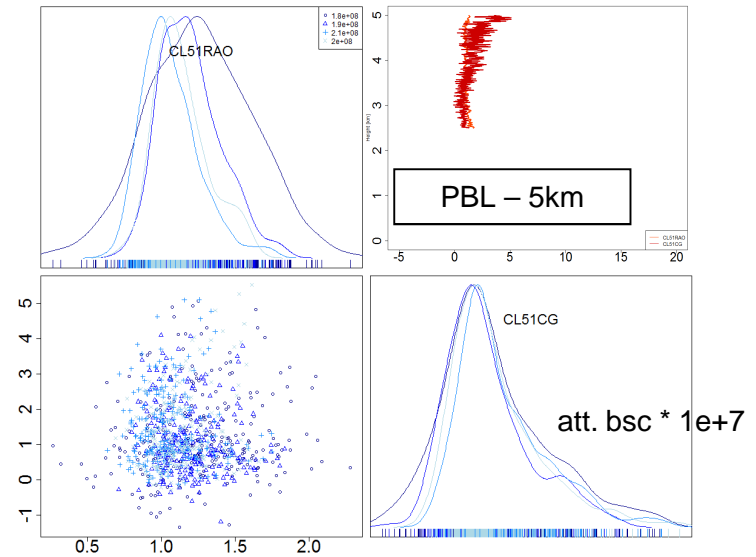 1.8e+08
1.9e+08
2.1e+08
2e+08
CL51RAO
5
4
3
2
1
0
Height [km]
PBL – 5km
CL51RAO
CL51CG
-5 0 5 10 15 20
5
4
3
2
1
0
-1
0.5 1.0 1.5 2.0
CL51CG
att. bsc * 1e+7